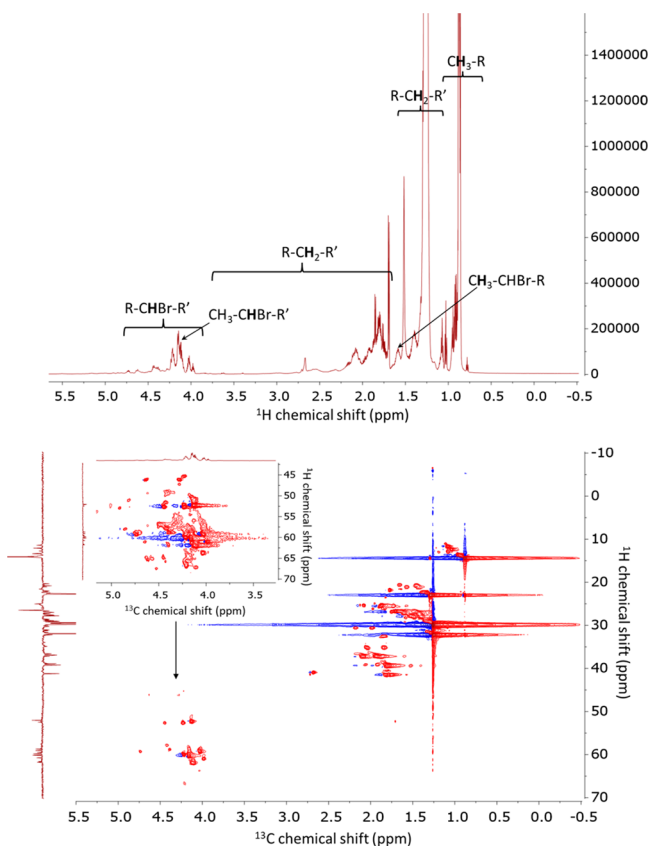 1400000
CH₃-R
1200000
R-CH₂-R’
1000000
800000
R-CH₂-R’
600000
CH₃-CHBr-R
R-CHBr-R’
400000
CH₃-CHBr-R’
200000
0
5.5 5.0 4.5 4.0 3.5 3.0 2.5 2.0 1.5 1.0 0.5 0.0 -0.5
¹H chemical shift (ppm)
-10
45
50
55
60
65
70
¹H chemical shift (ppm)
5.0 4.5 4.0 3.5
¹³C chemical shift (ppm)
0
10
20
30
40
50
60
70
¹H chemical shift (ppm)
5.5 5.0 4.5 4.0 3.5 3.0 2.5 2.0 1.5 1.0 0.5 0.0 -0.5
¹³C chemical shift (ppm)